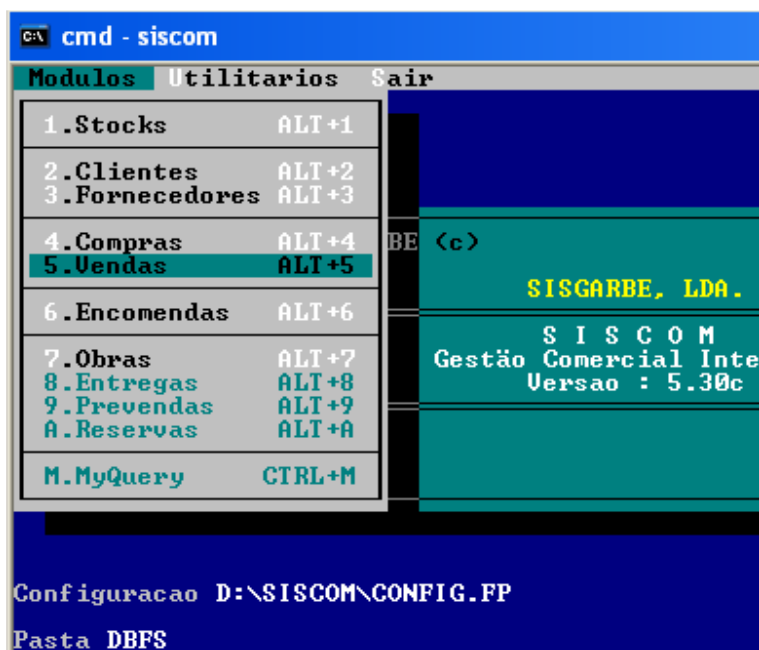 cmd - siscom
Modulos Utilitarios Sair
1.Stocks ALT+1
2.Clientes ALT+2
3.Fornecedores ALT+3
4.Compras ALT+4
BE (c)
5.Vendas ALT+5
SISGARBE, LDA.
6.Encomendas ALT+6
S I S C O M
7.Obras ALT+7
Gestão Comercial Inte
8.Entregas ALT+8
Versao : 5.30c
9.Prevendas ALT+9
A.Reservas ALT+A
M.MyQuery CTRL+M
Configuracao D:\SISCOM\CONFIG.FP
Pasta DBFS